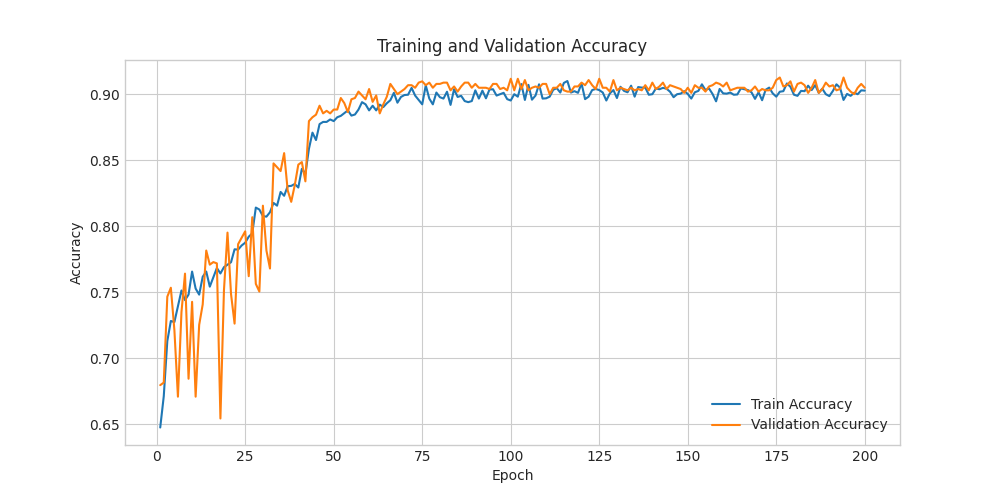 Training and Validation Accuracy
Accuracy
0.90
0.85
0.80
0.75
0.70
0.65
Train Accuracy
Validation Accuracy
0 25 50 75 100 125 150 175 200
Epoch